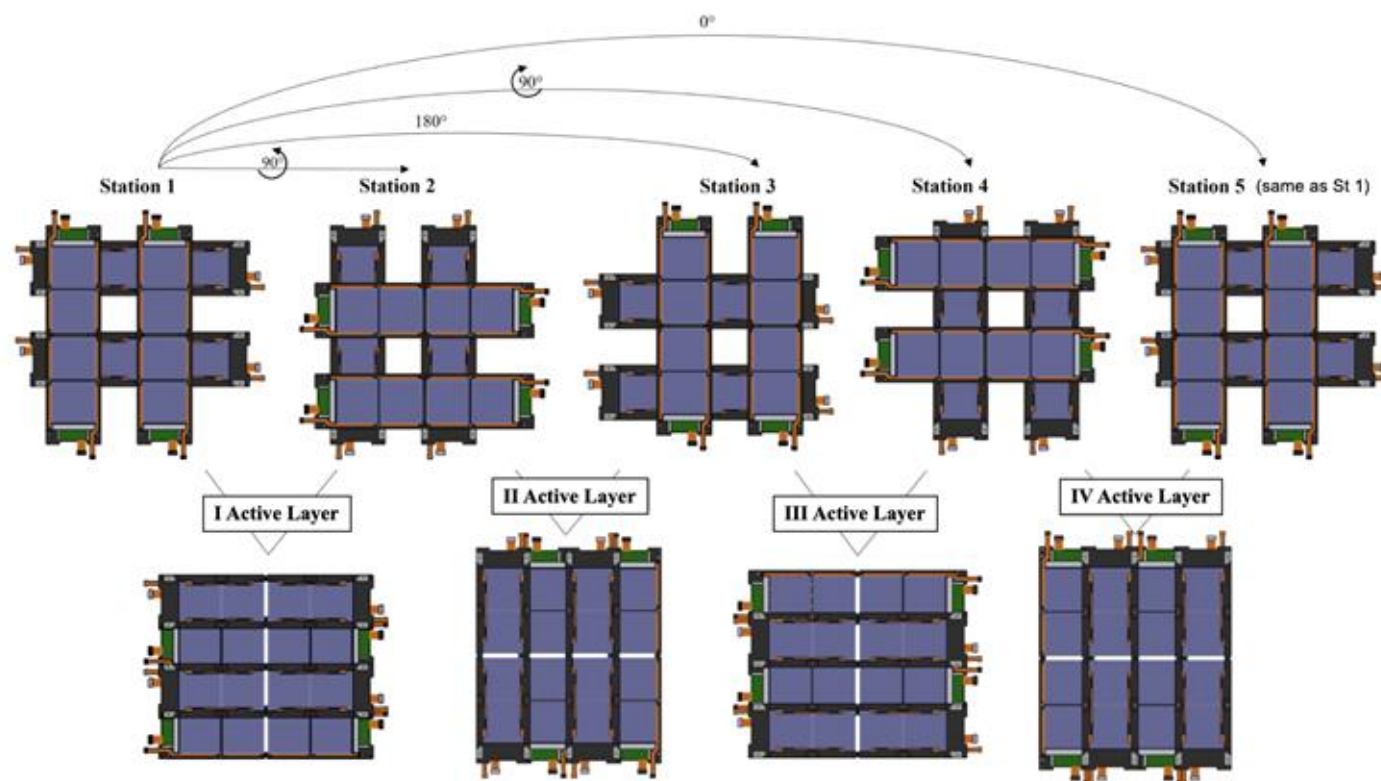 0°
90°
180°
90°
Station 1
Station 2
Station 3
Station 4
Station 5 (same as St 1)
I Active Layer
II Active Layer
III Active Layer
IV Active Layer